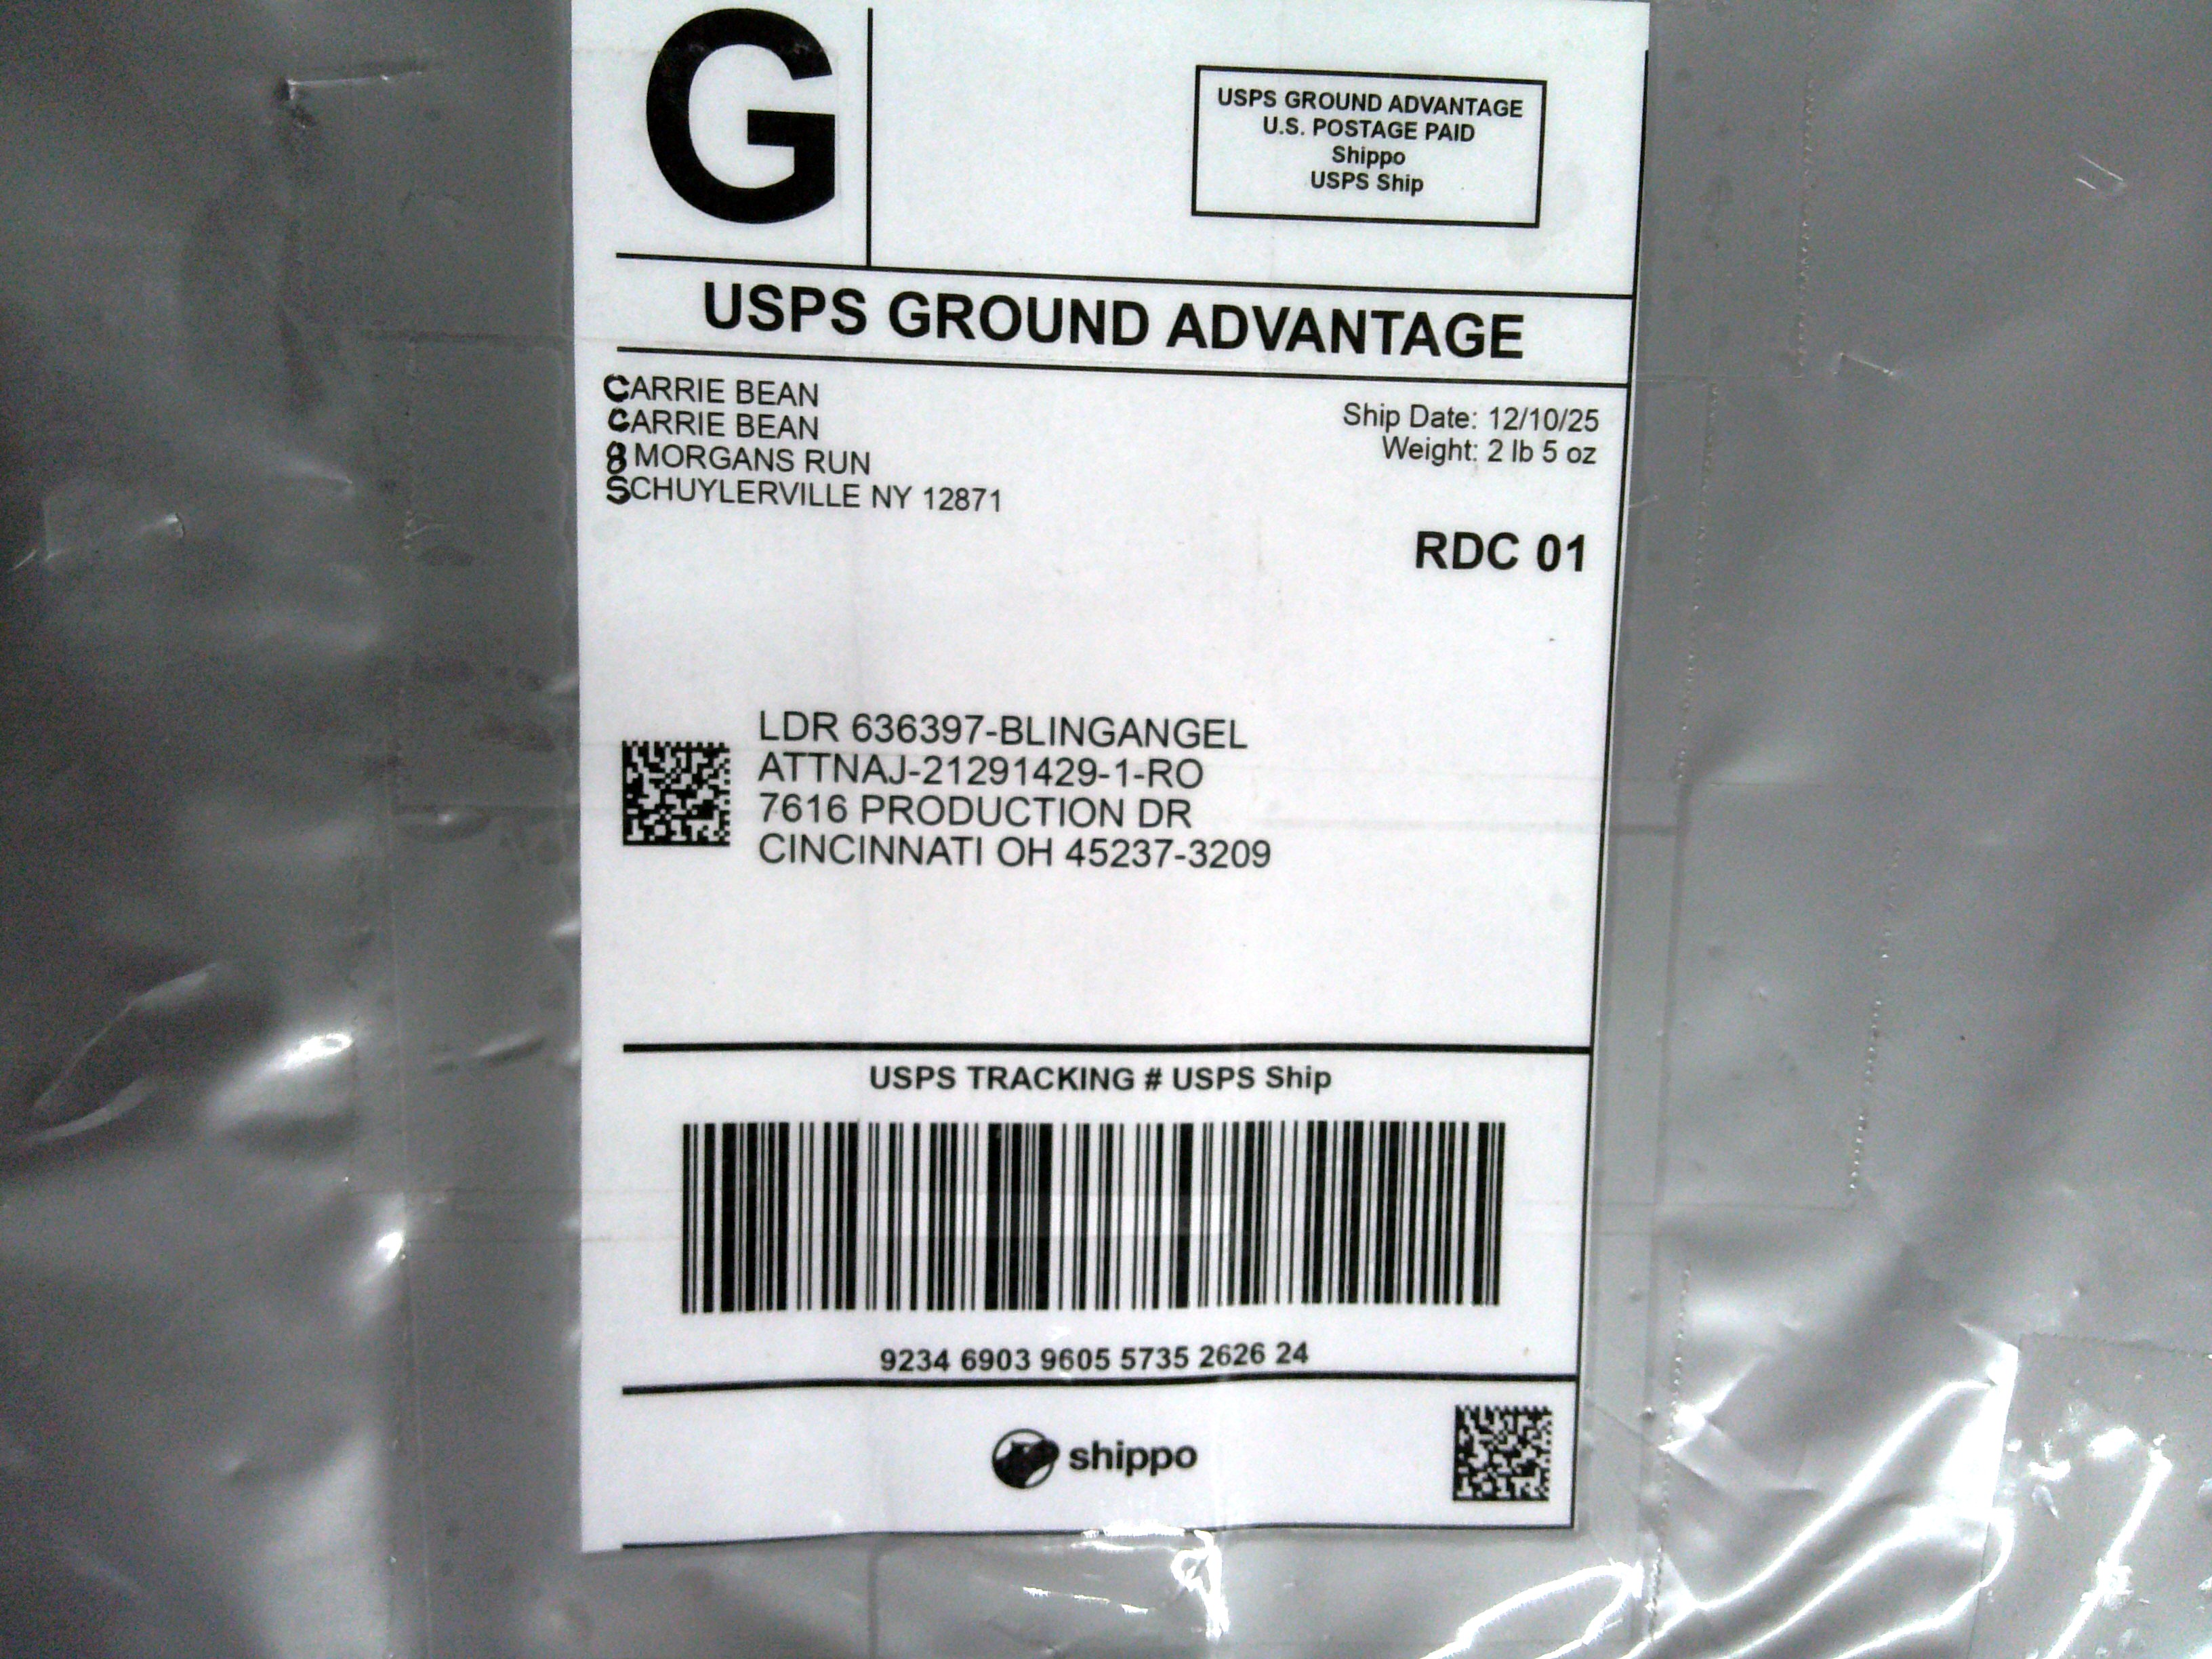 G
USPS GROUND ADVANTAGE
U.S. POSTAGE PAID
Shippo
USPS Ship
USPS GROUND ADVANTAGE
CARRIE BEAN
CARRIE BEAN
8 MORGANS RUN
SCHUYLERVILLE NY 12871
Ship Date: 12/10/25
Weight: 2 lb 5 oz
RDC 01
LDR 636397-BLINGANGEL
ATTNAJ-21291429-1-RO
7616 PRODUCTION DR
CINCINNATI OH 45237-3209
USPS TRACKING # USPS Ship
9234 6903 9605 5735 2626 24
shippo